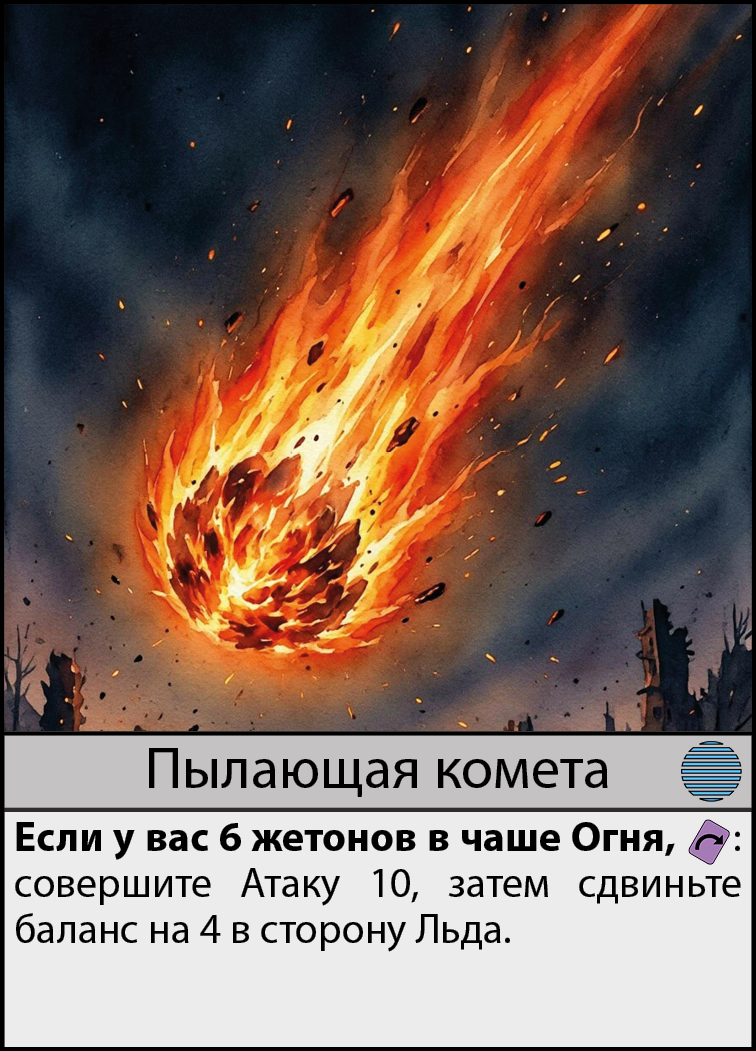 Пылающая комета
Если у вас 6 жетонов в чаше Огня, :
совершите Атаку 10, затем сдвиньте
баланс на 4 в сторону Льда.